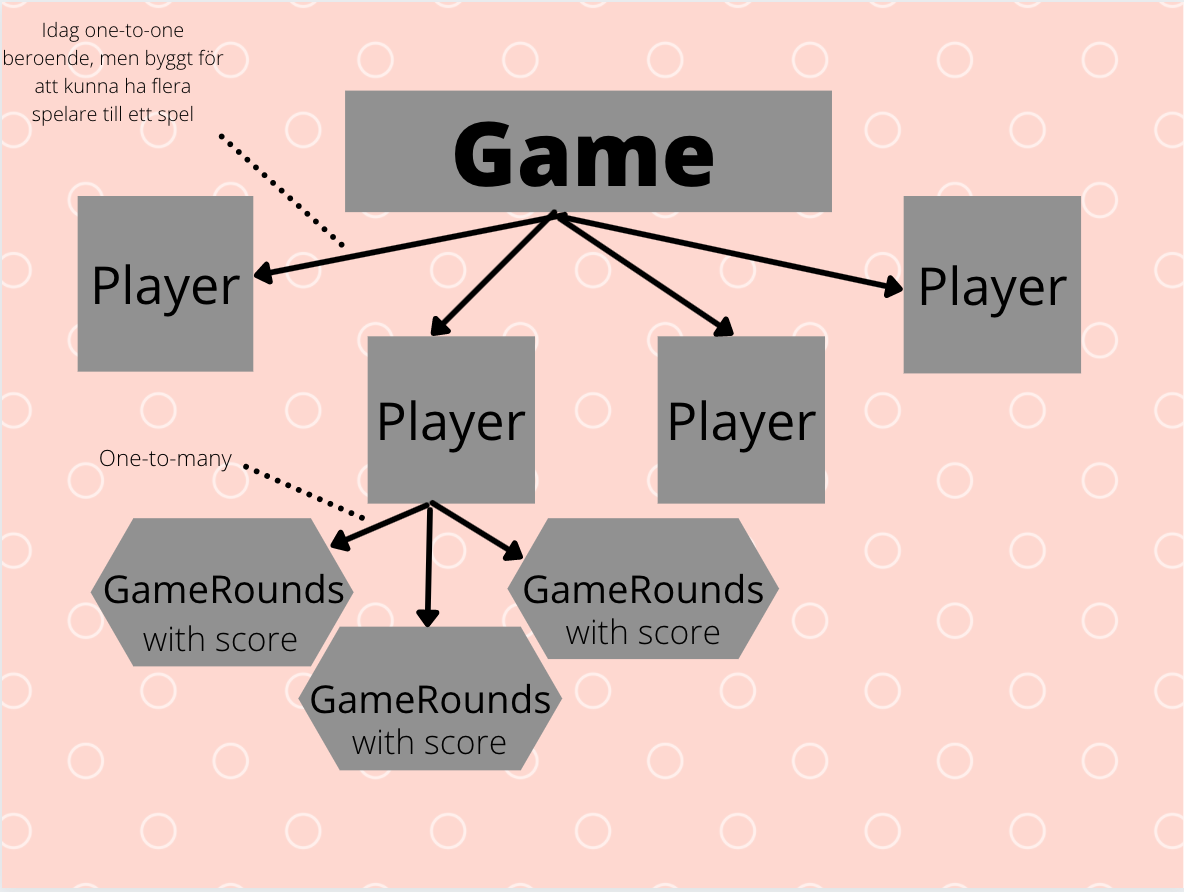 Idag one-to-one
beroende, men byggt för
att kunna ha flera
spelare till ett spel
Game
Player
Player
Player
Player
One-to-many
GameRounds
with score
GameRounds
with score
GameRounds
with score